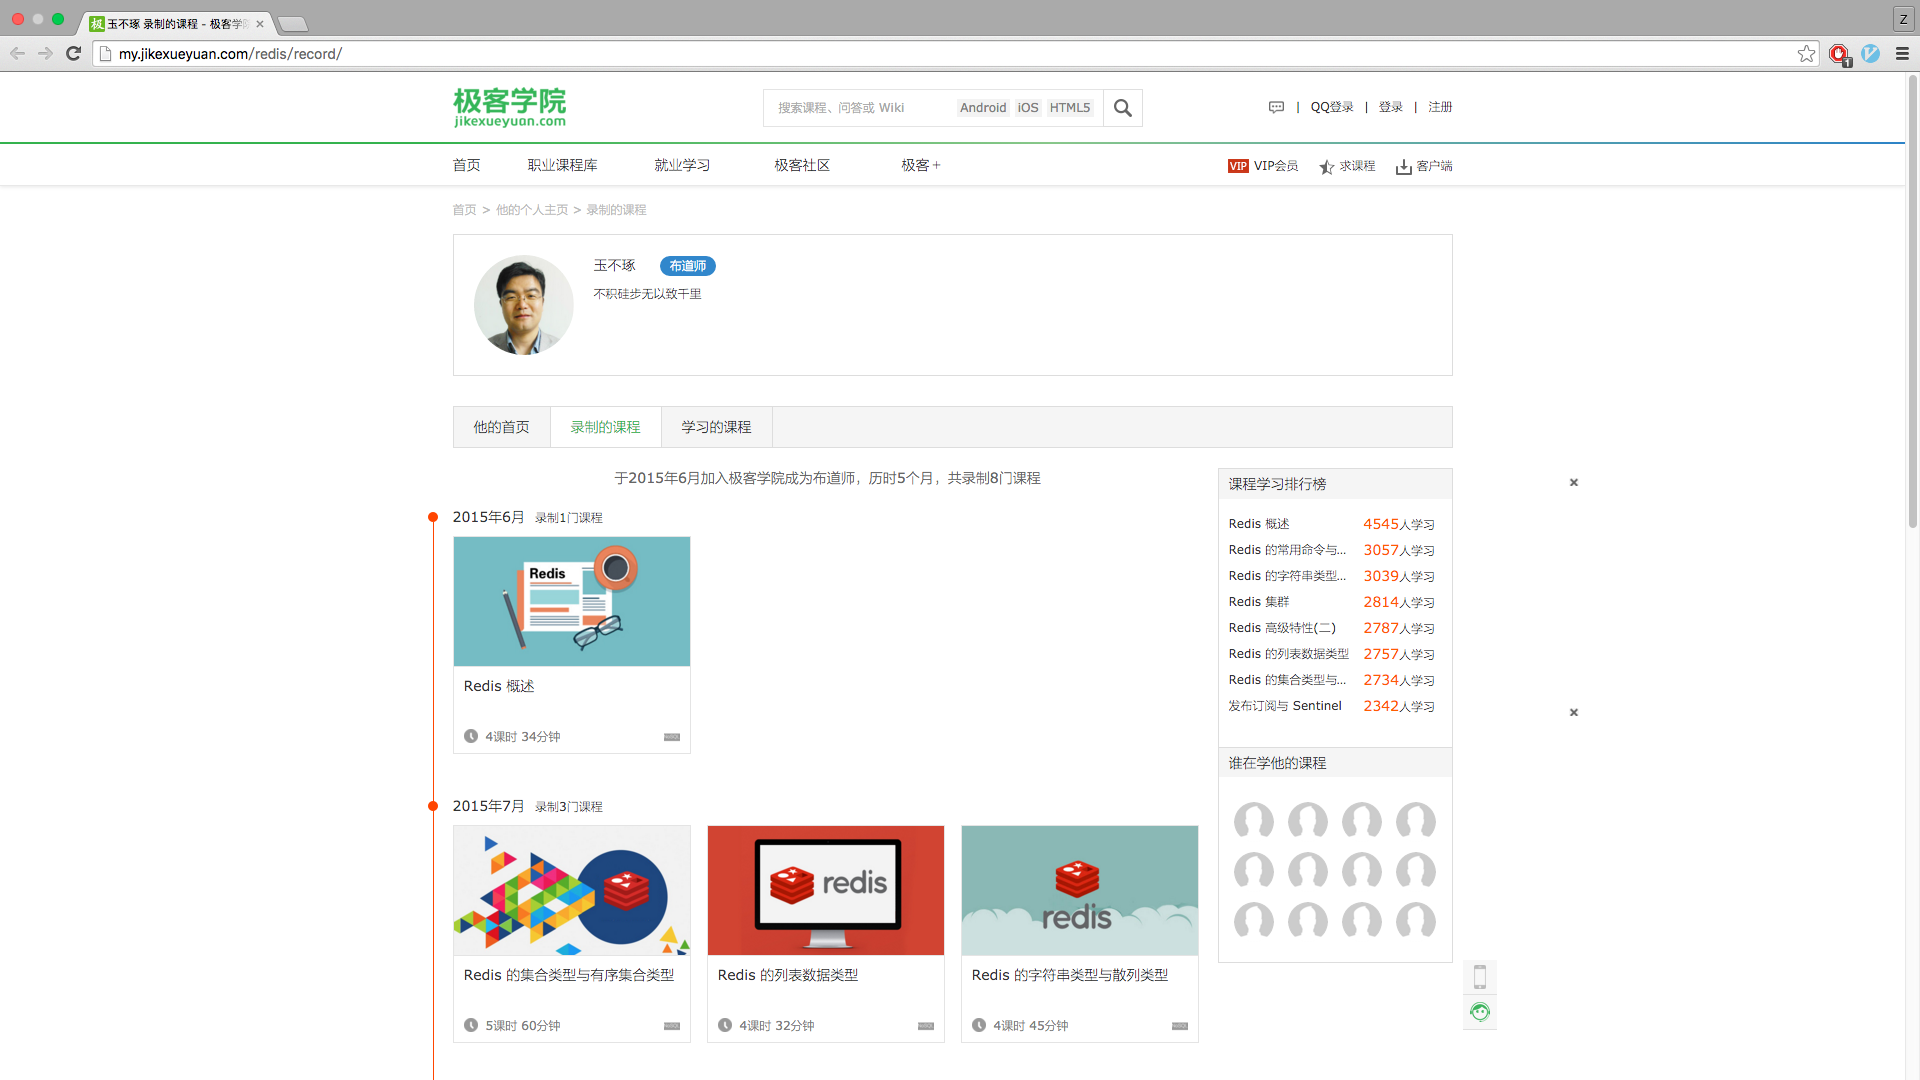 玉不琢 录制的课程 - 极客学
Z
my.jikexueyuan.com/redis/record/
极客学院
jikexueyuan.com
搜索课程、问答或 Wiki Android iOS HTML5
| QQ登录 | 登录 | 注册
首页 职业课程库 就业学习 极客社区 极客+
VIP VIP会员 求课程 客户端
首页 > 他的个人主页 > 录制的课程
玉不琢 布道师
不积硅步无以致千里
他的首页 录制的课程 学习的课程
于2015年6月加入极客学院成为布道师，历时5个月，共录制8门课程
2015年6月 录制1门课程
Redis
Redis 概述
4课时 34分钟
2015年7月 录制3门课程
redis
redis
Redis 的集合类型与有序集合类型
5课时 60分钟
Redis 的列表数据类型
4课时 32分钟
Redis 的字符串类型与散列类型
4课时 45分钟
课程学习排行榜
Redis 概述 4545人学习
Redis 的常用命令与... 3057人学习
Redis 的字符串类型... 3039人学习
Redis 集群 2814人学习
Redis 高级特性(二) 2787人学习
Redis 的列表数据类型 2757人学习
Redis 的集合类型与... 2734人学习
发布订阅与 Sentinel 2342人学习
谁在学他的课程